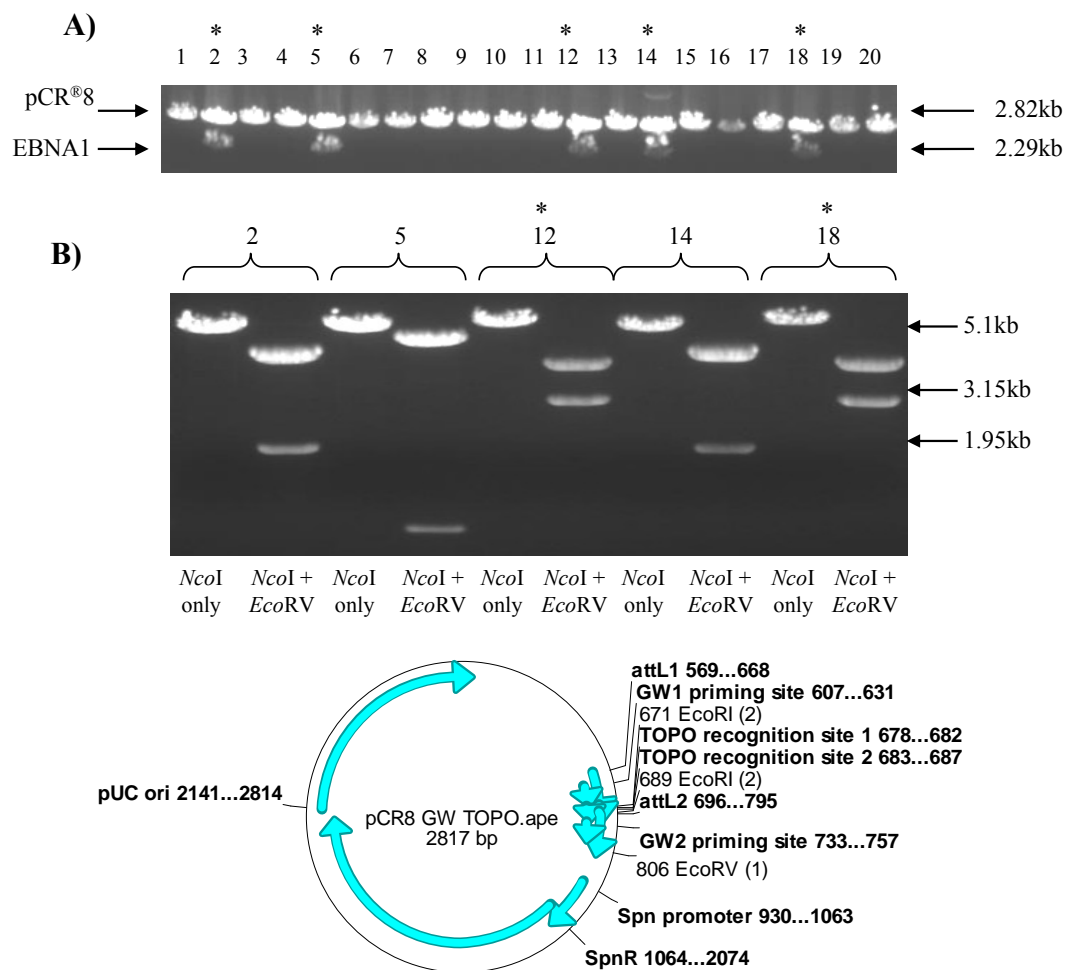 A)
* * * * *
1 2 3 4 5 6 7 8 9 10 11 12 13 14 15 16 17 18 19 20
pCR®8
2.82kb
EBNA1
2.29kb
B)
* *
2 5 12 14 18
5.1kb
3.15kb
1.95kb
NcoI only
NcoI + EcoRV
NcoI only
NcoI + EcoRV
NcoI only
NcoI + EcoRV
NcoI only
NcoI + EcoRV
NcoI only
NcoI + EcoRV
attL1 569...668
GW1 priming site 607...631
671 EcoRI (2)
TOPO recognition site 1 678...682
TOPO recognition site 2 683...687
689 EcoRI (2)
attL2 696...795
pUC ori 2141...2814
pCR8 GW TOPO.ape
2817 bp
GW2 priming site 733...757
806 EcoRV (1)
Spn promoter 930...1063
SpnR 1064...2074